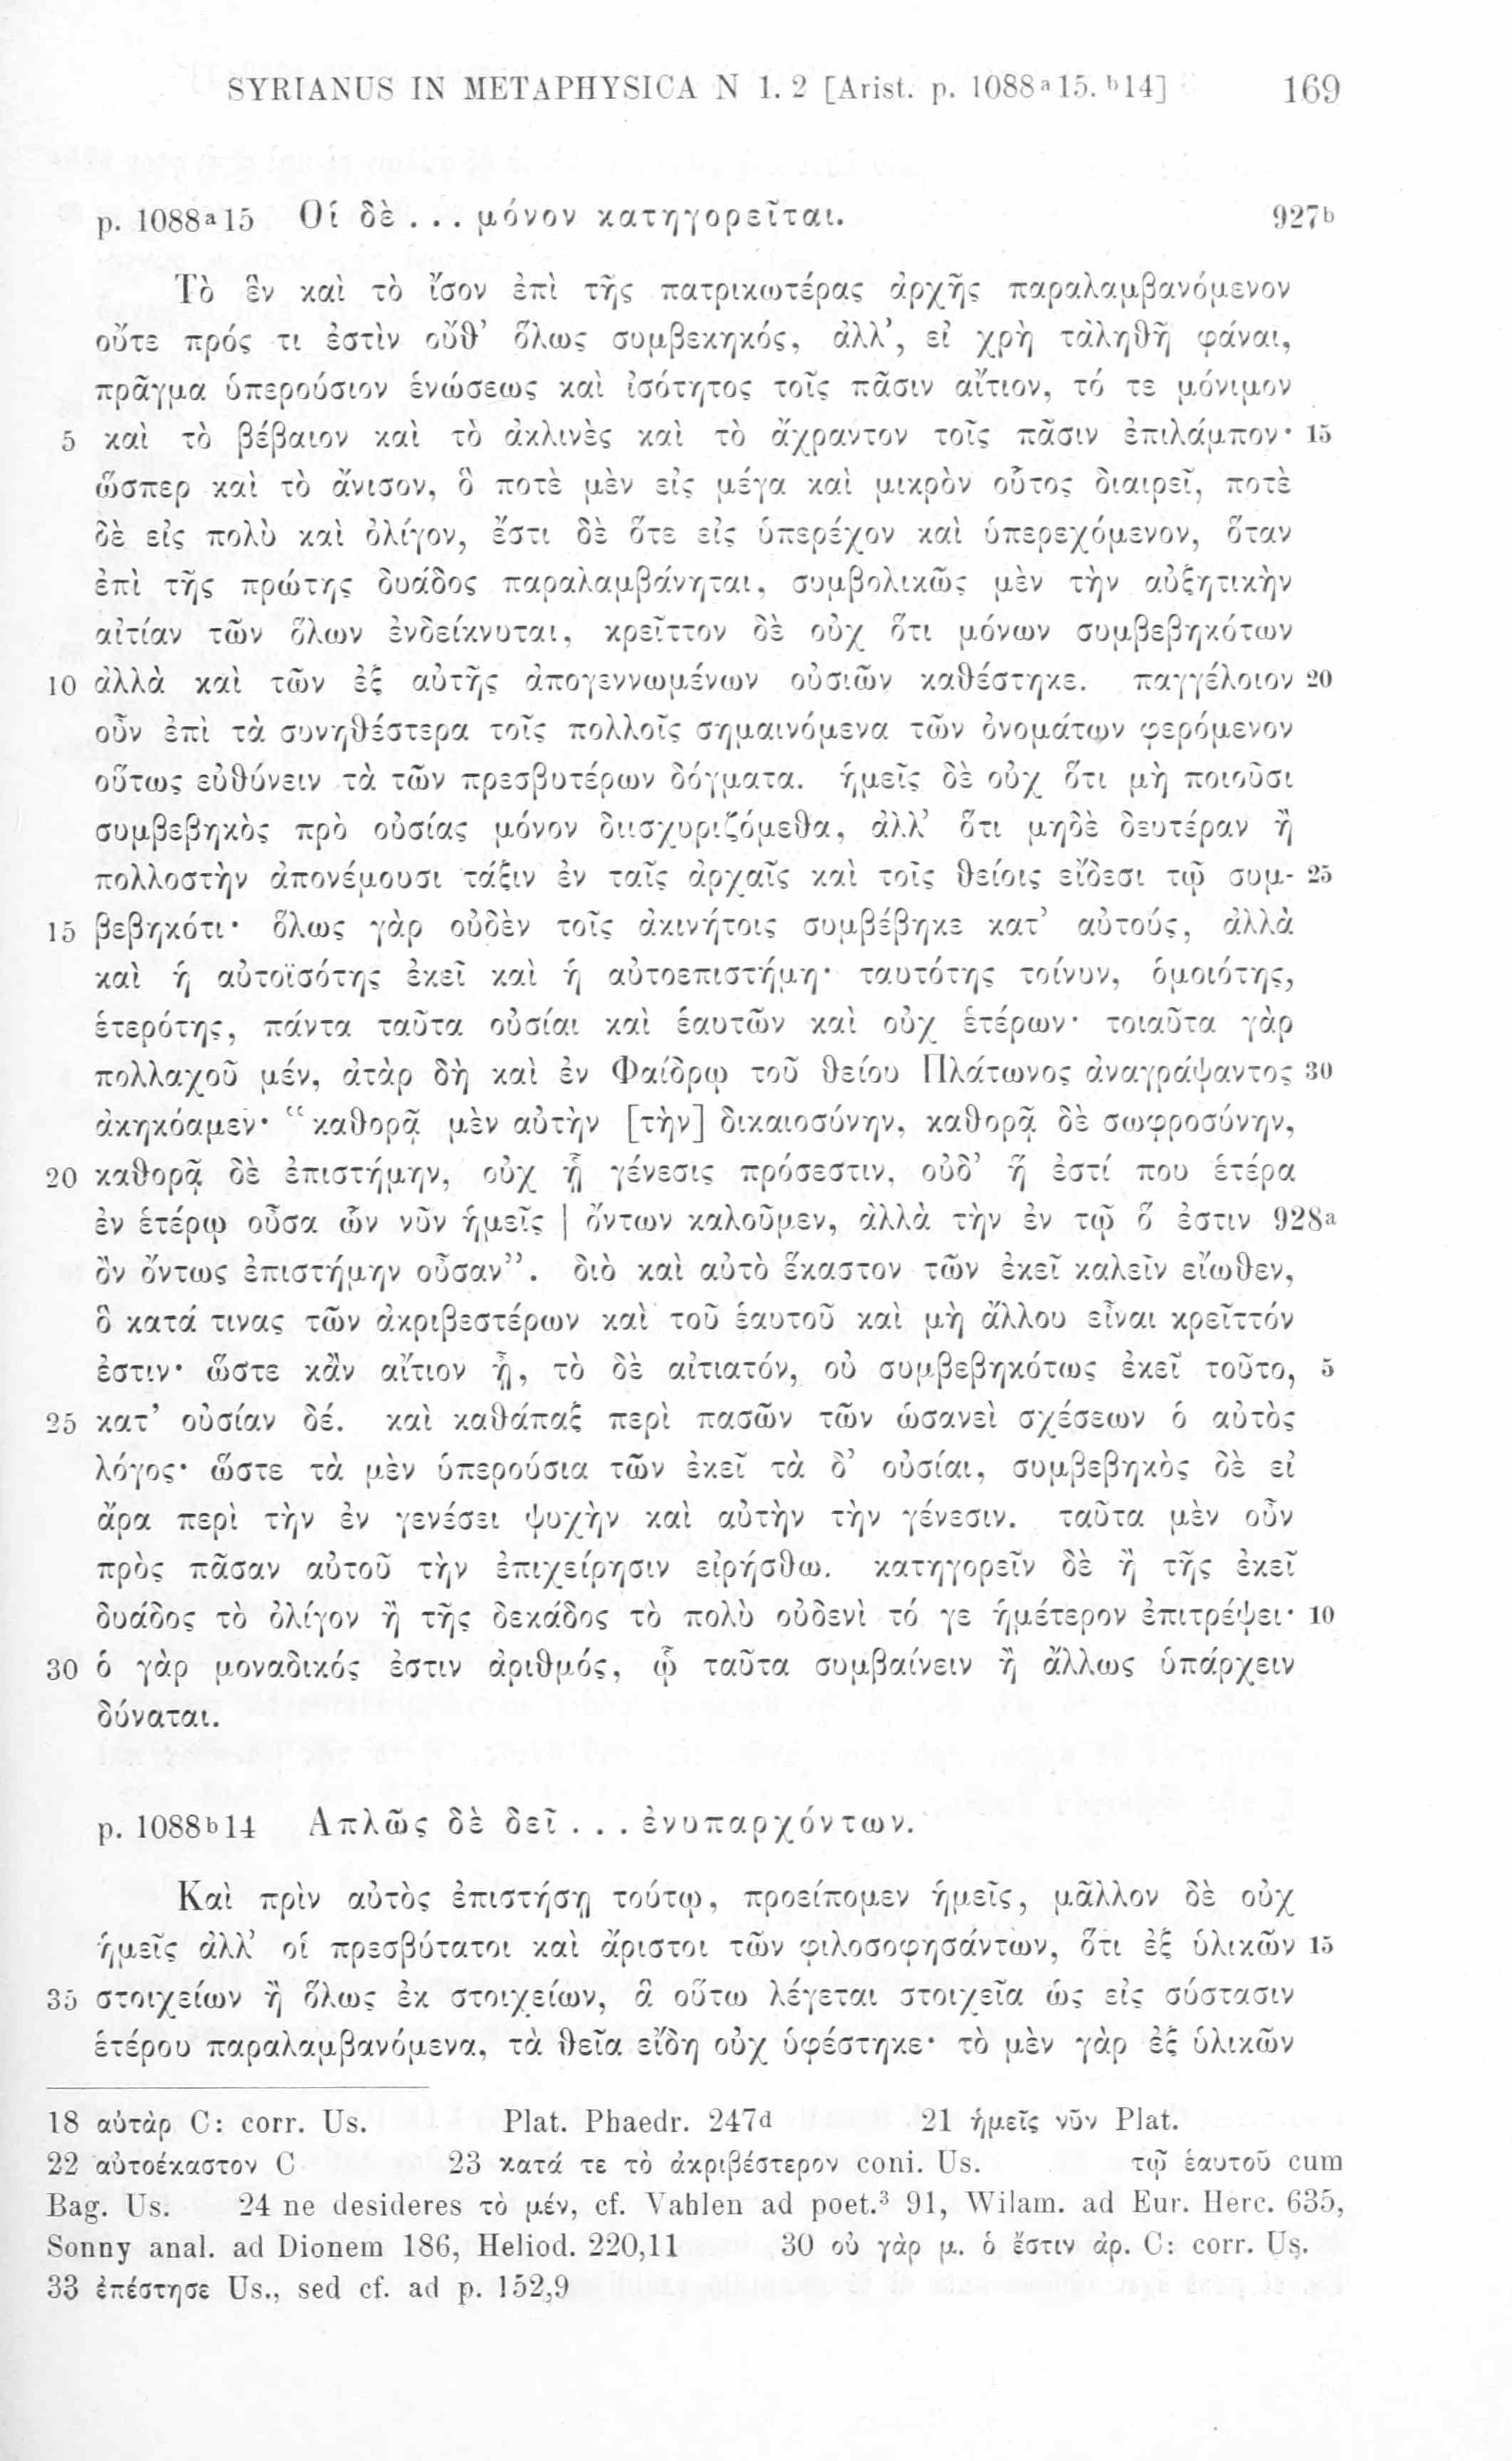 SYRIANUS IN METAPHYSICA N 1. 2 [Arist. p. 1088ᵃ15. ᵇ14] 169
p. 1088ᵃ15 Οἱ δὲ . . . μόνον κατηγορεῖται. 927ᵇ
Τὸ ἓν καὶ τὸ ἴσον ἐπὶ τῆς πατρικωτέρας ἀρχῆς παραλαμβανόμενον
οὔτε πρός τι ἐστὶν οὔθ’ ὅλως συμβεκηκός, ἀλλ’, εἰ χρὴ τἀληθῆ φάναι,
πρᾶγμα ὑπερούσιον ἑνώσεως καὶ ἰσότητος τοῖς πᾶσιν αἴτιον, τό τε μόνιμον
5 καὶ τὸ βέβαιον καὶ τὸ ἀκλινὲς καὶ τὸ ἄχραντον τοῖς πᾶσιν ἐπιλάμπον· 15
ὥσπερ καὶ τὸ ἄνισον, ὃ ποτὲ μὲν εἰς μέγα καὶ μικρὸν οὗτος διαιρεῖ, ποτὲ
δὲ εἰς πολὺ καὶ ὀλίγον, ἔστι δὲ ὅτε εἰς ὑπερέχον καὶ ὑπερεχόμενον, ὅταν
ἐπὶ τῆς πρώτης δυάδος παραλαμβάνηται, συμβολικῶς μὲν τὴν αὐξητικὴν
αἰτίαν τῶν ὅλων ἐνδείκνυται, κρεῖττον δὲ οὐχ ὅτι μόνων συμβεβηκότων
10 ἀλλὰ καὶ τῶν ἐξ αὐτῆς ἀπογεννωμένων οὐσιῶν καθέστηκε. παγγέλοιον 20
οὖν ἐπὶ τὰ συνηθέστερα τοῖς πολλοῖς σημαινόμενα τῶν ὀνομάτων φερόμενον
οὕτως εὐθύνειν τὰ τῶν πρεσβυτέρων δόγματα. ἡμεῖς δὲ οὐχ ὅτι μὴ ποιοῦσι
συμβεβηκὸς πρὸ οὐσίας μόνον διισχυριζόμεθα, ἀλλ’ ὅτι μηδὲ δευτέραν ἢ
πολλοστὴν ἀπονέμουσι τάξιν ἐν ταῖς ἀρχαῖς καὶ τοῖς θείοις εἴδεσι τῷ συμ- 25
15 βεβηκότι· ὅλως γὰρ οὐδὲν τοῖς ἀκινήτοις συμβέβηκε κατ’ αὐτούς, ἀλλὰ
καὶ ἡ αὐτοϊσότης ἐκεῖ καὶ ἡ αὐτοεπιστήμη· ταυτότης τοίνυν, ὁμοιότης,
ἑτερότης, πάντα ταῦτα οὐσίαι καὶ ἑαυτῶν καὶ οὐχ ἑτέρων· τοιαῦτα γὰρ
πολλαχοῦ μέν, ἀτὰρ δὴ καὶ ἐν Φαίδρῳ τοῦ θείου Πλάτωνος ἀναγράψαντος 30
ἀκηκόαμεν· “καθορᾷ μὲν αὐτὴν [τὴν] δικαιοσύνην, καθορᾷ δὲ σωφροσύνην,
20 καθορᾷ δὲ ἐπιστήμην, οὐχ ᾗ γένεσις πρόσεστιν, οὐδ’ ἥ ἐστί που ἑτέρα
ἐν ἑτέρῳ οὖσα ὧν νῦν ἡμεῖς | ὄντων καλοῦμεν, ἀλλὰ τὴν ἐν τῷ ὅ ἐστιν 928ᵃ
ὂν ὄντως ἐπιστήμην οὖσαν”. διὸ καὶ αὐτὸ ἕκαστον τῶν ἐκεῖ καλεῖν εἴωθεν,
ὃ κατά τινας τῶν ἀκριβεστέρων καὶ τοῦ ἑαυτοῦ καὶ μὴ ἄλλου εἶναι κρεῖττόν
ἐστιν· ὥστε κἂν αἴτιον ᾖ, τὸ δὲ αἰτιατόν, οὐ συμβεβηκότως ἐκεῖ τοῦτο, 5
25 κατ’ οὐσίαν δέ. καὶ καθάπαξ περὶ πασῶν τῶν ὡσανεὶ σχέσεων ὁ αὐτὸς
λόγος· ὥστε τὰ μὲν ὑπερούσια τῶν ἐκεῖ τὰ δ’ οὐσίαι, συμβεβηκὸς δὲ εἰ
ἄρα περὶ τὴν ἐν γενέσει ψυχὴν καὶ αὐτὴν τὴν γένεσιν. ταῦτα μὲν οὖν
πρὸς πᾶσαν αὐτοῦ τὴν ἐπιχείρησιν εἰρήσθω. κατηγορεῖν δὲ ἢ τῆς ἐκεῖ
δυάδος τὸ ὀλίγον ἢ τῆς δεκάδος τὸ πολὺ οὐδενὶ τό γε ἡμέτερον ἐπιτρέψει· 10
30 ὁ γὰρ μοναδικός ἐστιν ἀριθμός, ᾧ ταῦτα συμβαίνειν ἢ ἄλλως ὑπάρχειν
δύναται.
p. 1088ᵇ14 Απλῶς δὲ δεῖ . . . ἐνυπαρχόντων.
Καὶ πρὶν αὐτὸς ἐπιστήσῃ τούτῳ, προείπομεν ἡμεῖς, μᾶλλον δὲ οὐχ
ἡμεῖς ἀλλ’ οἱ πρεσβύτατοι καὶ ἄριστοι τῶν φιλοσοφησάντων, ὅτι ἐξ ὑλικῶν 15
35 στοιχείων ἢ ὅλως ἐκ στοιχείων, ἃ οὕτω λέγεται στοιχεῖα ὡς εἰς σύστασιν
ἑτέρου παραλαμβανόμενα, τὰ θεῖα εἴδη οὐχ ὑφέστηκε· τὸ μὲν γὰρ ἐξ ὑλικῶν
18 αὐτὰρ C: corr. Us. Plat. Phaedr. 247ᵈ 21 ἡμεῖς νῦν Plat.
22 αὐτοέκαστον C 23 κατά τε τὸ ἀκριβέστερον coni. Us. τῷ ἑαυτοῦ cum
Bag. Us. 24 ne desideres τὸ μέν, cf. Vahlen ad poet.³ 91, Wilam. ad Eur. Herc. 635,
Sonny anal. ad Dionem 186, Heliod. 220,11 30 οὐ γὰρ μ. ὁ ἔστιν ἀρ. C: corr. Us.
33 ἐπέστησε Us., sed cf. ad p. 152,9